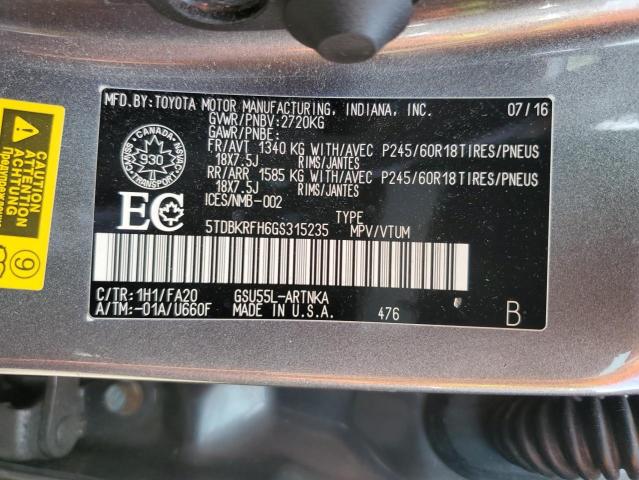 MFD.BY:TOYOTA MOTOR MANUFACTURING, INDIANA, INC. 07/16
GVWR/PNBV:2720KG
GAWR/PNBE:
FR/AVT 1340 KG WITH/AVEC P245/60R18TIRES/PNEUS
18X7.5J RIMS/JANTES
RR/ARR 1585 KG WITH/AVEC P245/60R18TIRES/PNEUS
18X7.5J RIMS/JANTES
ICES/NMB-002
CANADA
930
TRANSPORT
EC
TYPE
5TDBKRFH6GS315235 MPV/VTUM
C/TR:1H1/FA20 GSU55L-ARTNKA
A/TM:-01A/U660F MADE IN U.S.A. 476 B
CAUTION
ATTENTION
ACHTUNG
9